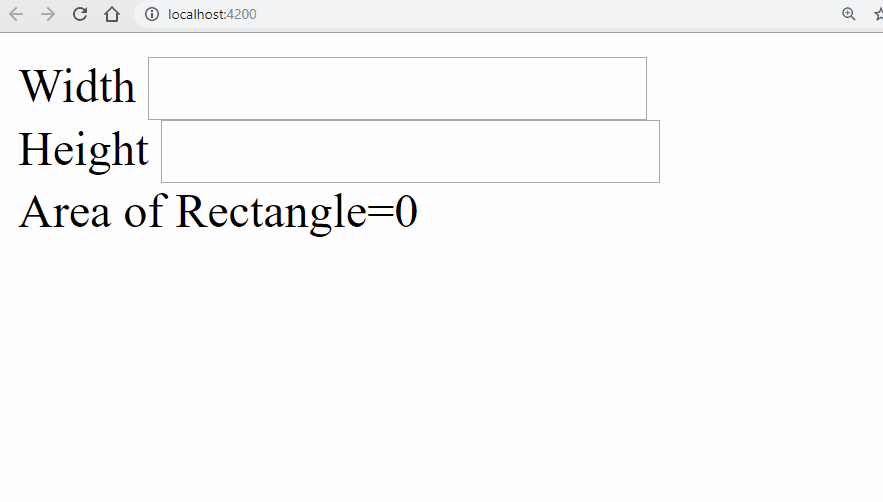 localhost:4200
Width
Height
Area of Rectangle=0